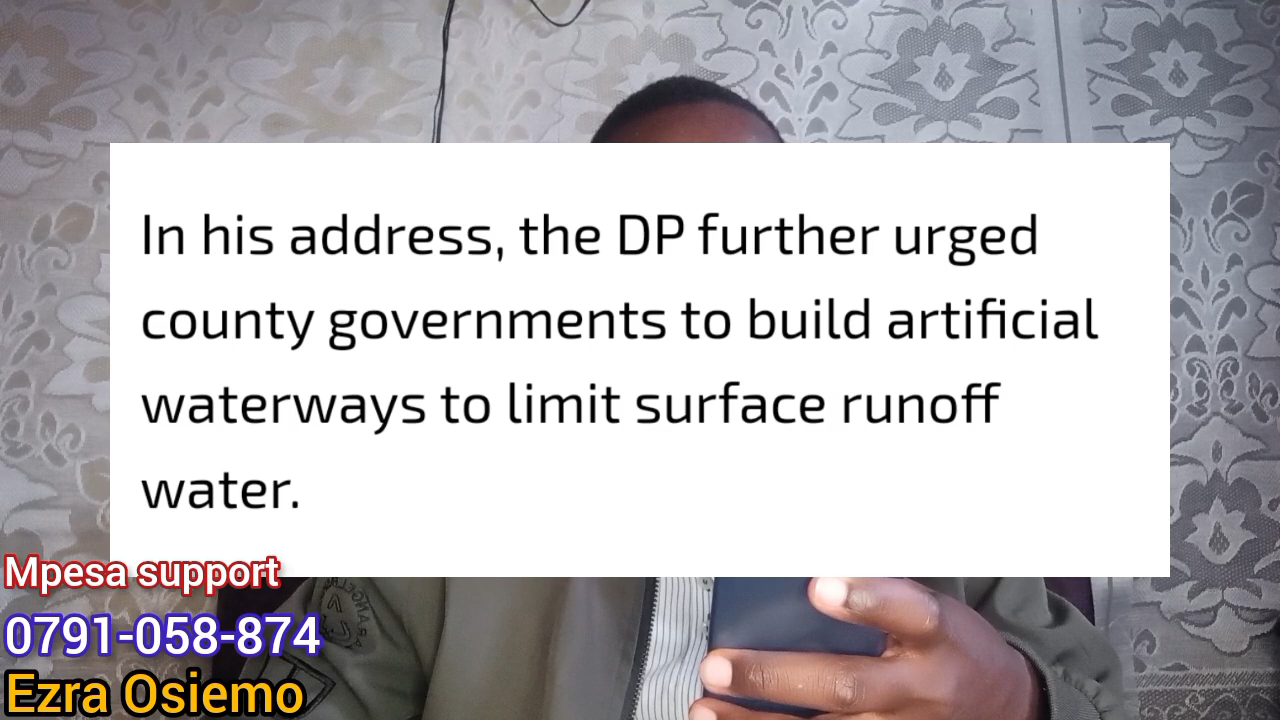 In his address, the DP further urged
county governments to build artificial
waterways to limit surface runoff
water.
Mpesa support
0791-058-874
Ezra Osiemo